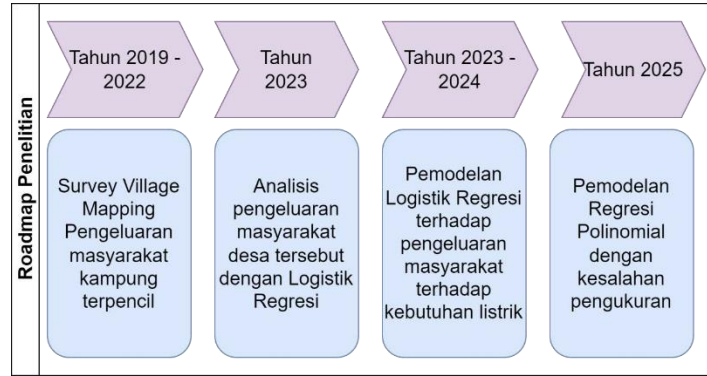 Roadmap Penelitian
Tahun 2019 -
2022
Tahun
2023
Tahun 2023 -
2024
Tahun 2025
Survey Village
Mapping
Pengeluaran
masyarakat
kampung
terpencil
Analisis
pengeluaran
masyarakat
desa tersebut
dengan Logistik
Regresi
Pemodelan
Logistik Regresi
terhadap
pengeluaran
masyarakat
terhadap
kebutuhan listrik
Pemodelan
Regresi
Polinomial
dengan
kesalahan
pengukuran